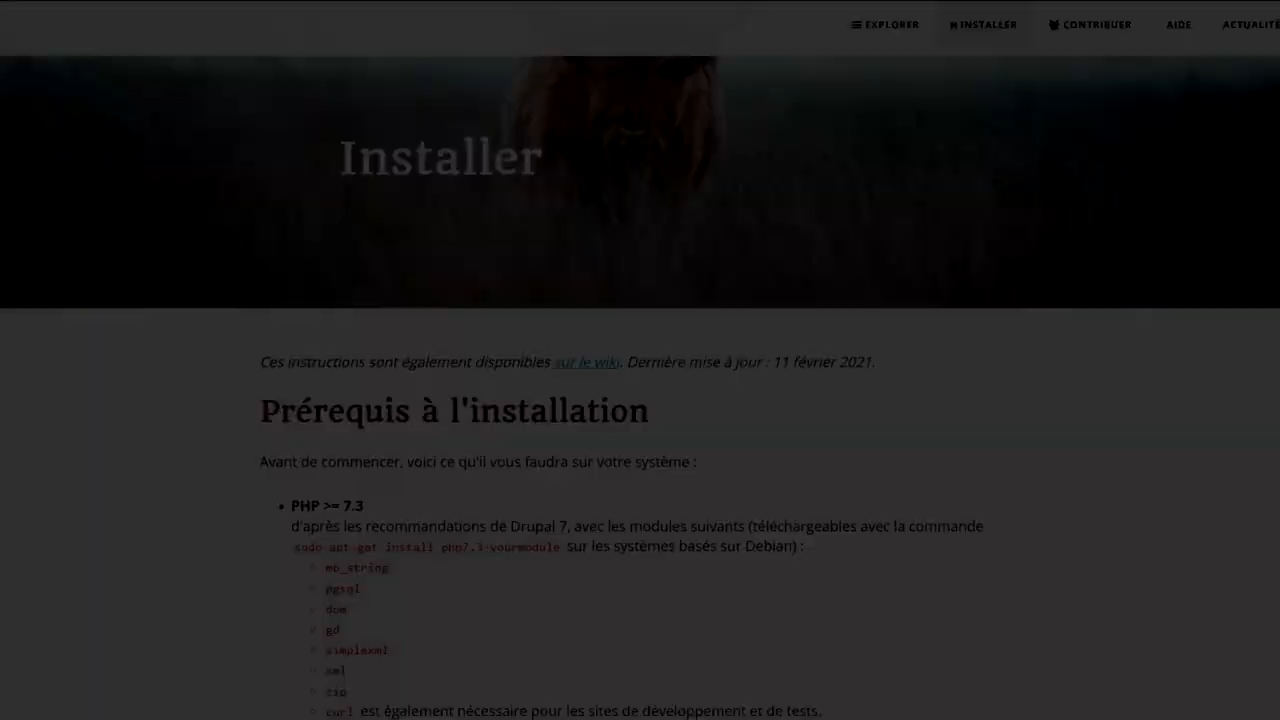 EXPLORER INSTALLER CONTRIBUER AIDE ACTUALITÉ
Installer
Ces instructions sont également disponibles sur le wiki. Dernière mise à jour : 11 février 2021.
Prérequis à l'installation
Avant de commencer, voici ce qu'il vous faudra sur votre système :
• PHP >= 7.3
d'après les recommandations de Drupal 7, avec les modules suivants (téléchargeables avec la commande
sudo apt-get install php7.3-yourmodule sur les systèmes basés sur Debian) :
mb_string
pgsql
dom
gd
simplexml
xml
zip
curl est également nécessaire pour les sites de développement et de tests.